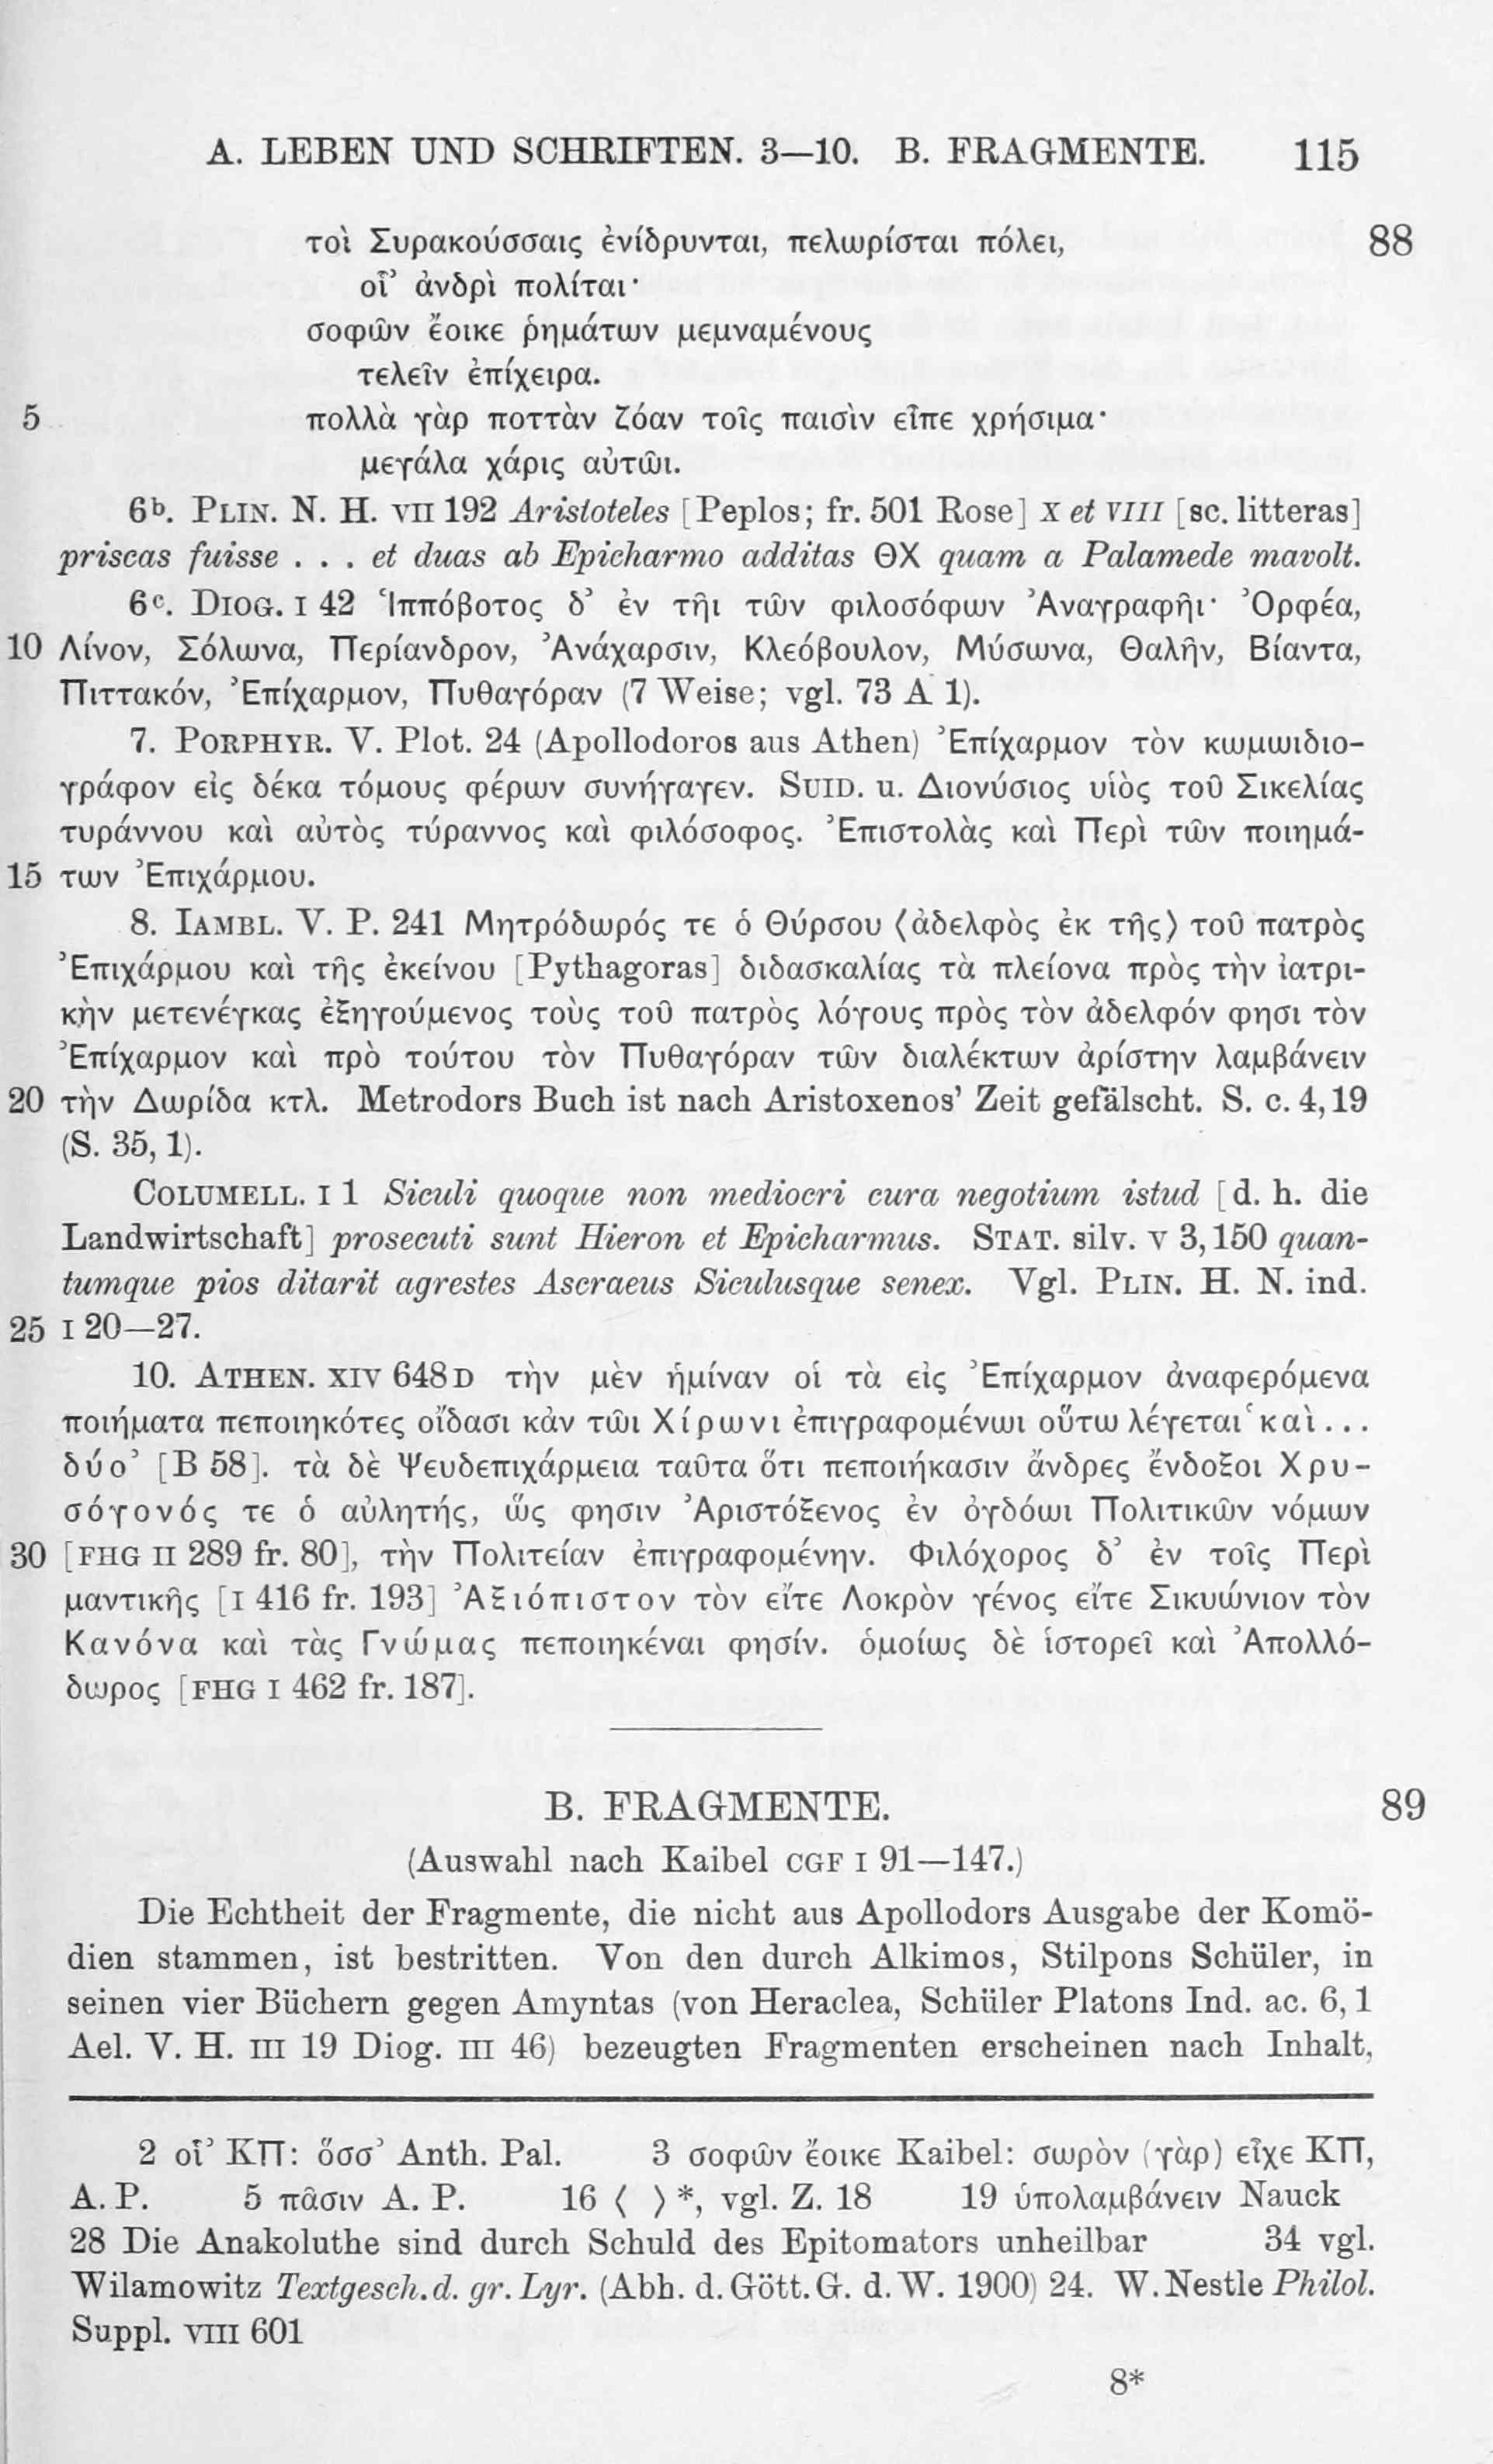 A. LEBEN UND SCHRIFTEN. 3—10. B. FRAGMENTE. 115
τοὶ Συρακούσσαις ἐνίδρυνται, πελωρίσται πόλει, 88
οἷ’ ἀνδρὶ πολίται·
σοφῶν ἔοικε ῥημάτων μεμναμένους
τελεῖν ἐπίχειρα.
5 πολλὰ γὰρ ποττὰν ζόαν τοῖς παισὶν εἶπε χρήσιμα·
μεγάλα χάρις αὐτῶι.
6b. PLIN. N. H. VII 192 Aristoteles [Peplos; fr. 501 Rose] X et VIII [sc. litteras]
priscas fuisse . . . et duas ab Epicharmo additas ΘΧ quam a Palamede mavolt.
6c. DIOG. I 42 Ἱππόβοτος δ’ ἐν τῆι τῶν φιλοσόφων Ἀναγραφῆι· Ὀρφέα,
10 Λίνον, Σόλωνα, Περίανδρον, Ἀνάχαρσιν, Κλεόβουλον, Μύσωνα, Θαλῆν, Βίαντα,
Πιττακόν, Ἐπίχαρμον, Πυθαγόραν (7 Weise; vgl. 73 A 1).
7. PORPHYR. V. Plot. 24 (Apollodoros aus Athen) Ἐπίχαρμον τὸν κωμωιδιο-
γράφον εἰς δέκα τόμους φέρων συνήγαγεν. SUID. u. Διονύσιος υἱὸς τοῦ Σικελίας
τυράννου καὶ αὐτὸς τύραννος καὶ φιλόσοφος. Ἐπιστολὰς καὶ Περὶ τῶν ποιημά-
15 των Ἐπιχάρμου.
8. IAMBL. V. P. 241 Μητρόδωρός τε ὁ Θύρσου ⟨ἀδελφὸς ἐκ τῆς⟩ τοῦ πατρὸς
Ἐπιχάρμου καὶ τῆς ἐκείνου [Pythagoras] διδασκαλίας τὰ πλείονα πρὸς τὴν ἰατρι-
κὴν μετενέγκας ἐξηγούμενος τοὺς τοῦ πατρὸς λόγους πρὸς τὸν ἀδελφόν φησι τὸν
Ἐπίχαρμον καὶ πρὸ τούτου τὸν Πυθαγόραν τῶν διαλέκτων ἀρίστην λαμβάνειν
20 τὴν Δωρίδα κτλ. Metrodors Buch ist nach Aristoxenos’ Zeit gefälscht. S. c. 4,19
(S. 35, 1).
COLUMELL. I 1 Siculi quoque non mediocri cura negotium istud [d. h. die
Landwirtschaft] prosecuti sunt Hieron et Epicharmus. STAT. silv. V 3,150 quan-
tumque pios ditarit agrestes Ascraeus Siculusque senex. Vgl. PLIN. H. N. ind.
25 I 20—27.
10. ATHEN. XIV 648 D τὴν μὲν ἡμίναν οἱ τὰ εἰς Ἐπίχαρμον ἀναφερόμενα
ποιήματα πεποιηκότες οἴδασι κἀν τῶι Χίρωνι ἐπιγραφομένωι οὕτω λέγεται ‘καὶ...
δύο’ [B 58]. τὰ δὲ Ψευδεπιχάρμεια ταῦτα ὅτι πεποιήκασιν ἄνδρες ἔνδοξοι Χρυ-
σόγονός τε ὁ αὐλητής, ὥς φησιν Ἀριστόξενος ἐν ὀγδόωι Πολιτικῶν νόμων
30 [FHG II 289 fr. 80], τὴν Πολιτείαν ἐπιγραφομένην. Φιλόχορος δ’ ἐν τοῖς Περὶ
μαντικῆς [I 416 fr. 193] Ἀξιόπιστον τὸν εἴτε Λοκρὸν γένος εἴτε Σικυώνιον τὸν
Κανόνα καὶ τὰς Γνώμας πεποιηκέναι φησίν. ὁμοίως δὲ ἱστορεῖ καὶ Ἀπολλό-
δωρος [FHG I 462 fr. 187].
B. FRAGMENTE. 89
(Auswahl nach Kaibel CGF I 91—147.)
Die Echtheit der Fragmente, die nicht aus Apollodors Ausgabe der Komö-
dien stammen, ist bestritten. Von den durch Alkimos, Stilpons Schüler, in
seinen vier Büchern gegen Amyntas (von Heraclea, Schüler Platons Ind. ac. 6, 1
Ael. V. H. III 19 Diog. III 46) bezeugten Fragmenten erscheinen nach Inhalt,
2 οἷ’ ΚΠ: ὅσσ’ Anth. Pal. 3 σοφῶν ἔοικε Kaibel: σωρὸν (γὰρ) εἶχε ΚΠ,
A. P. 5 πᾶσιν A. P. 16 ⟨ ⟩ *, vgl. Z. 18 19 ὑπολαμβάνειν Nauck
28 Die Anakoluthe sind durch Schuld des Epitomators unheilbar 34 vgl.
Wilamowitz Textgesch. d. gr. Lyr. (Abh. d. Gött. G. d. W. 1900) 24. W. Nestle Philol.
Suppl. VIII 601
8*